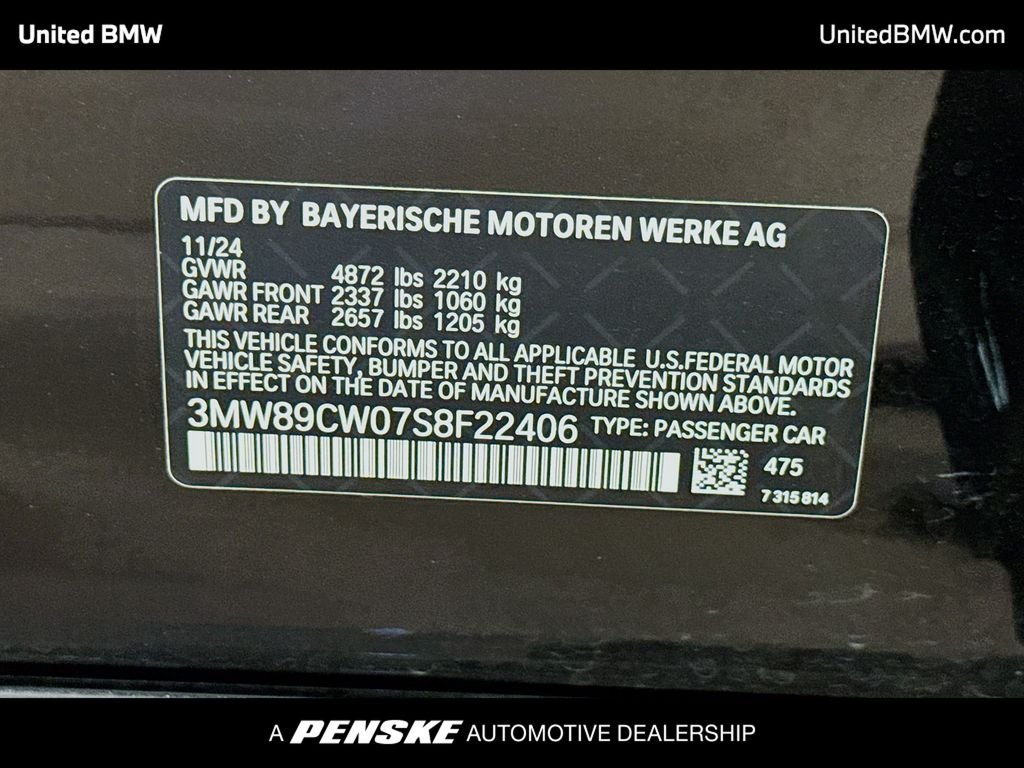 United BMW
UnitedBMW.com
MFD BY BAYERISCHE MOTOREN WERKE AG
11/24
GVWR 4872 lbs 2210 kg
GAWR FRONT 2337 lbs 1060 kg
GAWR REAR 2657 lbs 1205 kg
THIS VEHICLE CONFORMS TO ALL APPLICABLE U.S.FEDERAL MOTOR
VEHICLE SAFETY, BUMPER AND THEFT PREVENTION STANDARDS
IN EFFECT ON THE DATE OF MANUFACTURE SHOWN ABOVE.
3MW89CW07S8F22406 TYPE: PASSENGER CAR
475
7315814
A PENSKE AUTOMOTIVE DEALERSHIP